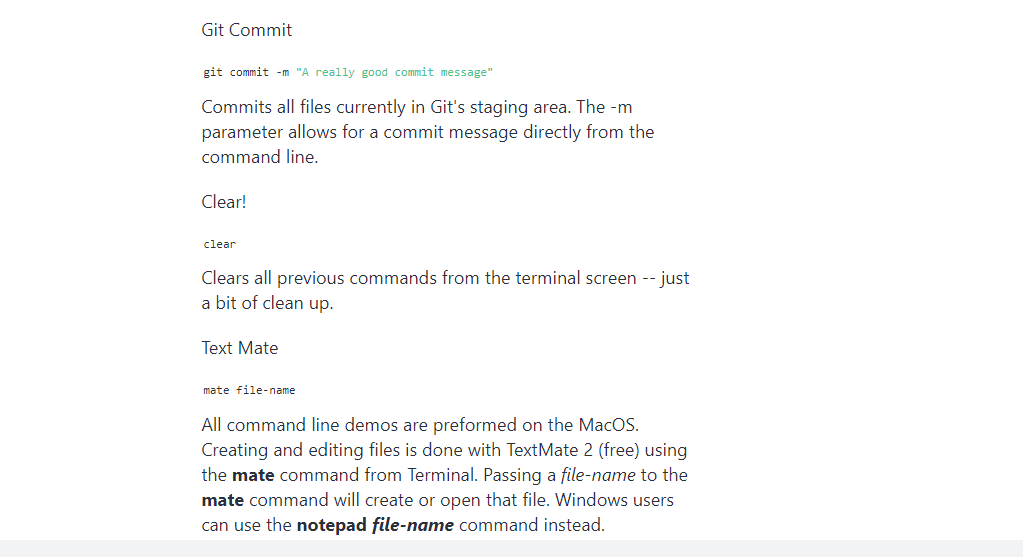 Git Commit
git commit -m "A really good commit message"
Commits all files currently in Git's staging area. The -m
parameter allows for a commit message directly from the
command line.
Clear!
clear
Clears all previous commands from the terminal screen -- just
a bit of clean up.
Text Mate
mate file-name
All command line demos are preformed on the MacOS.
Creating and editing files is done with TextMate 2 (free) using
the mate command from Terminal. Passing a file-name to the
mate command will create or open that file. Windows users
can use the notepad file-name command instead.